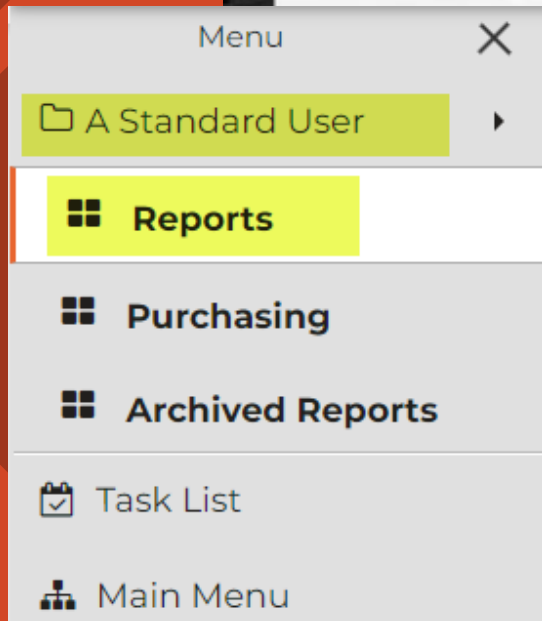 Menu
A Standard User
Reports
Purchasing
Archived Reports
Task List
Main Menu